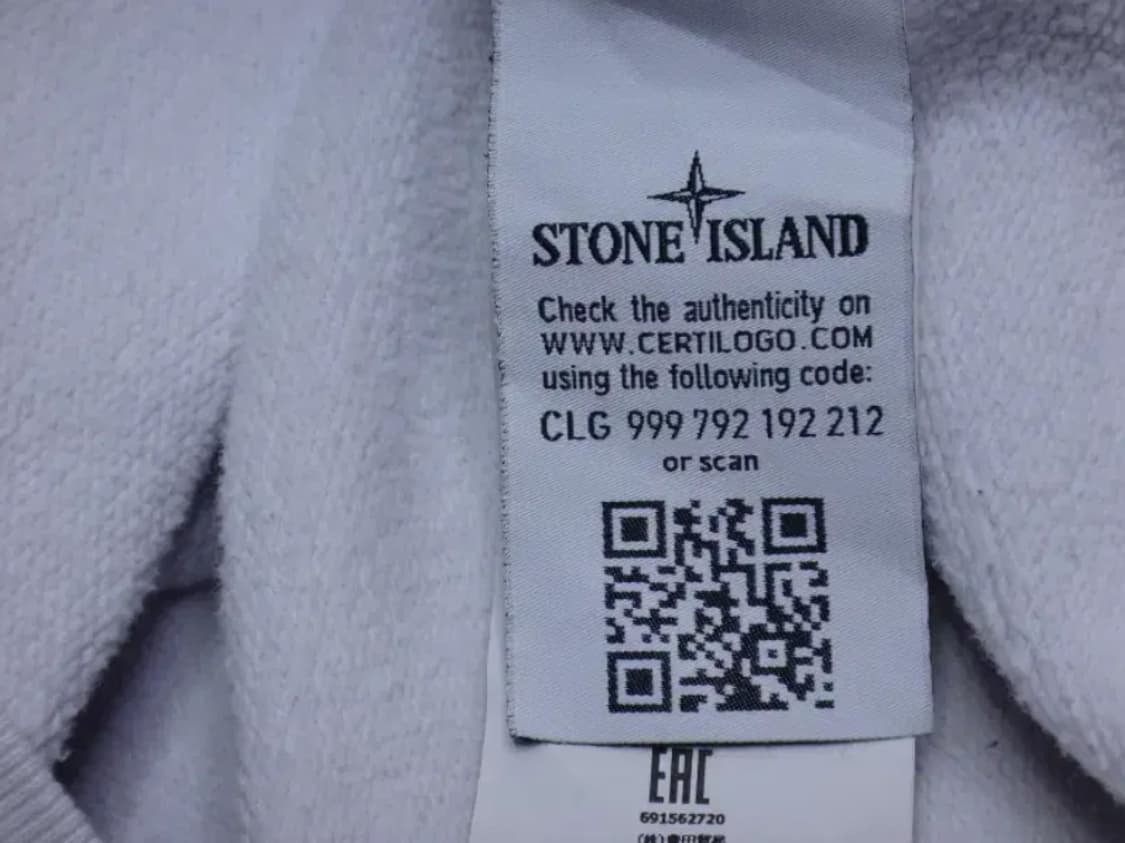 STONE ISLAND
Check the authenticity on
WWW.CERTILOGO.COM
using the following code:
CLG 999 792 192 212
or scan
EAC
691562720